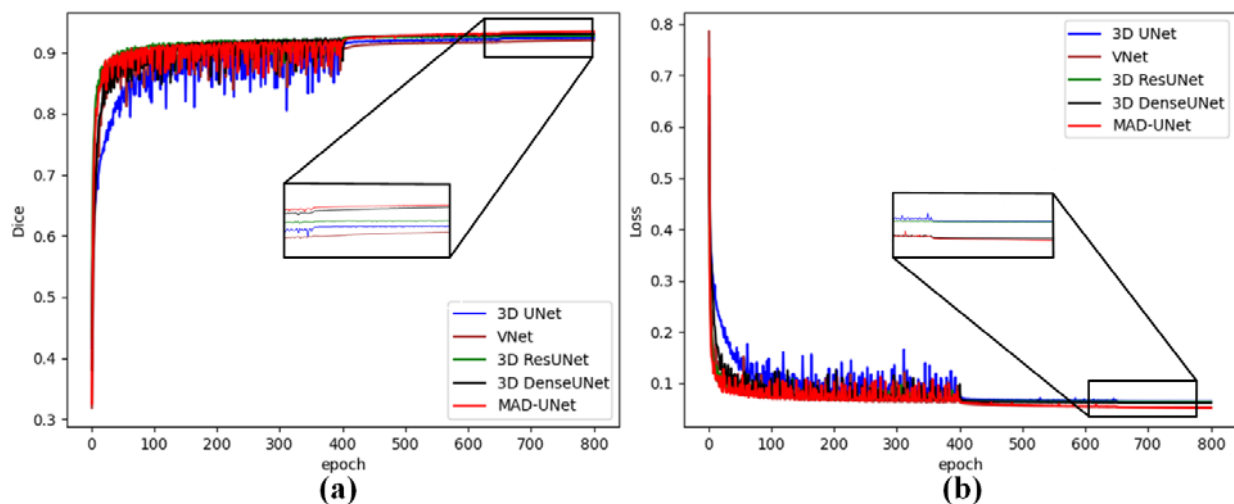 Dice
0.9
0.8
0.7
0.6
0.5
0.4
0.3
0
100
200
300
400
500
600
700
800
epoch
3D UNet
VNet
3D ResUNet
3D DenseUNet
MAD-UNet
(a)
Loss
0.8
0.7
0.6
0.5
0.4
0.3
0.2
0.1
0
100
200
300
400
500
600
700
800
epoch
3D UNet
VNet
3D ResUNet
3D DenseUNet
MAD-UNet
(b)